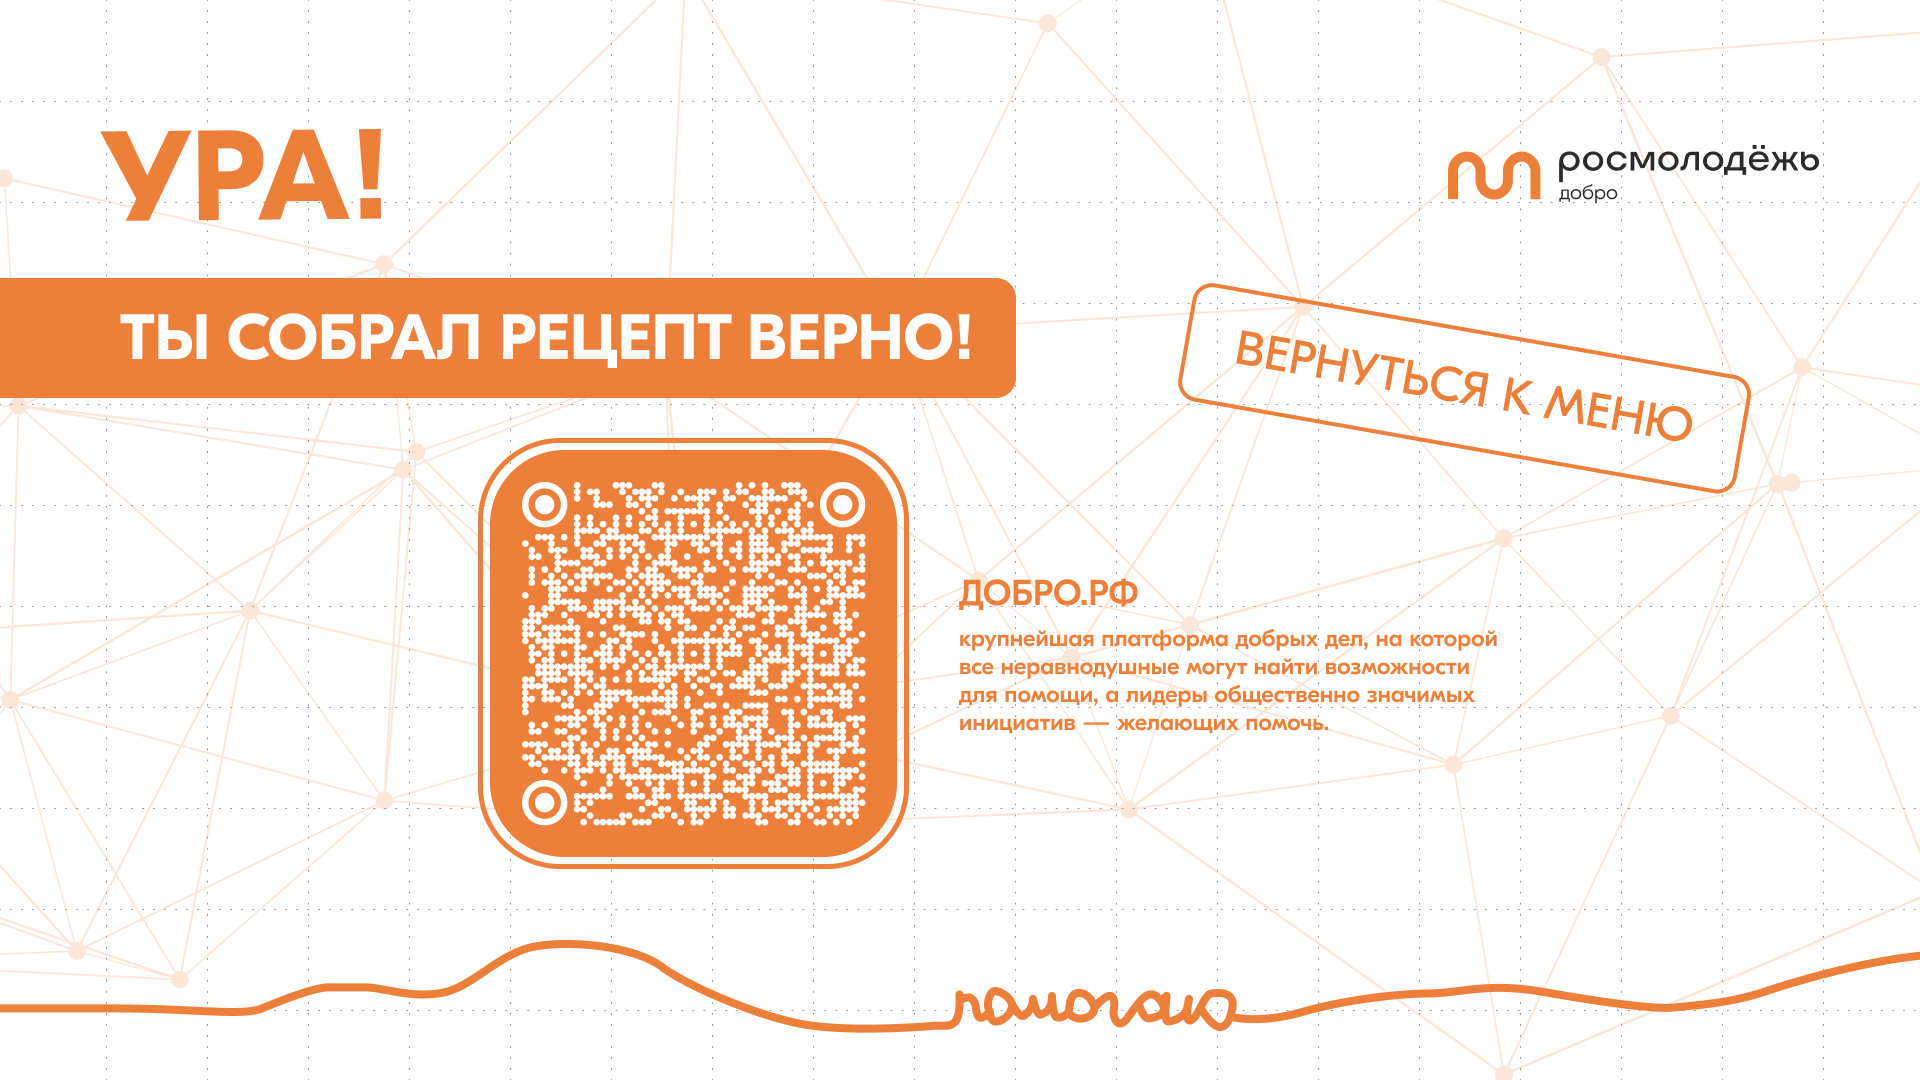 УРА!
росмолодёжь
добро
ТЫ СОБРАЛ РЕЦЕПТ ВЕРНО!
ВЕРНУТЬСЯ К МЕНЮ
ДОБРО.РФ
крупнейшая платформа добрых дел, на которой
все неравнодушные могут найти возможности
для помощи, а лидеры общественно значимых
инициатив — желающих помочь.
помогаю